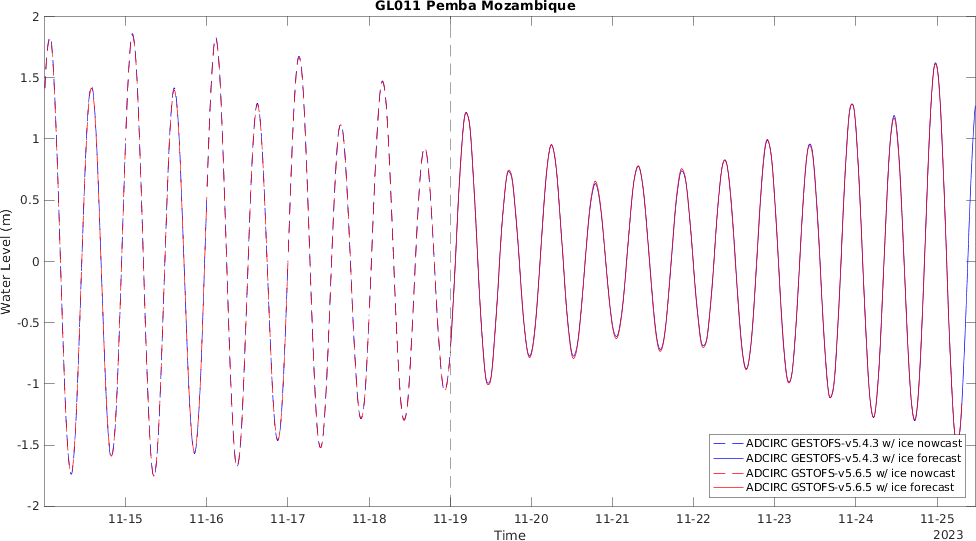 GL011 Pemba Mozambique
Water Level (m)
2
1.5
1
0.5
0
-0.5
-1
-1.5
-2
ADCIRC GESTOFS-v5.4.3 w/ ice nowcast
ADCIRC GESTOFS-v5.4.3 w/ ice forecast
ADCIRC GSTOFS-v5.6.5 w/ ice nowcast
ADCIRC GSTOFS-v5.6.5 w/ ice forecast
11-15 11-16 11-17 11-18 11-19 11-20 11-21 11-22 11-23 11-24 11-25
Time
2023